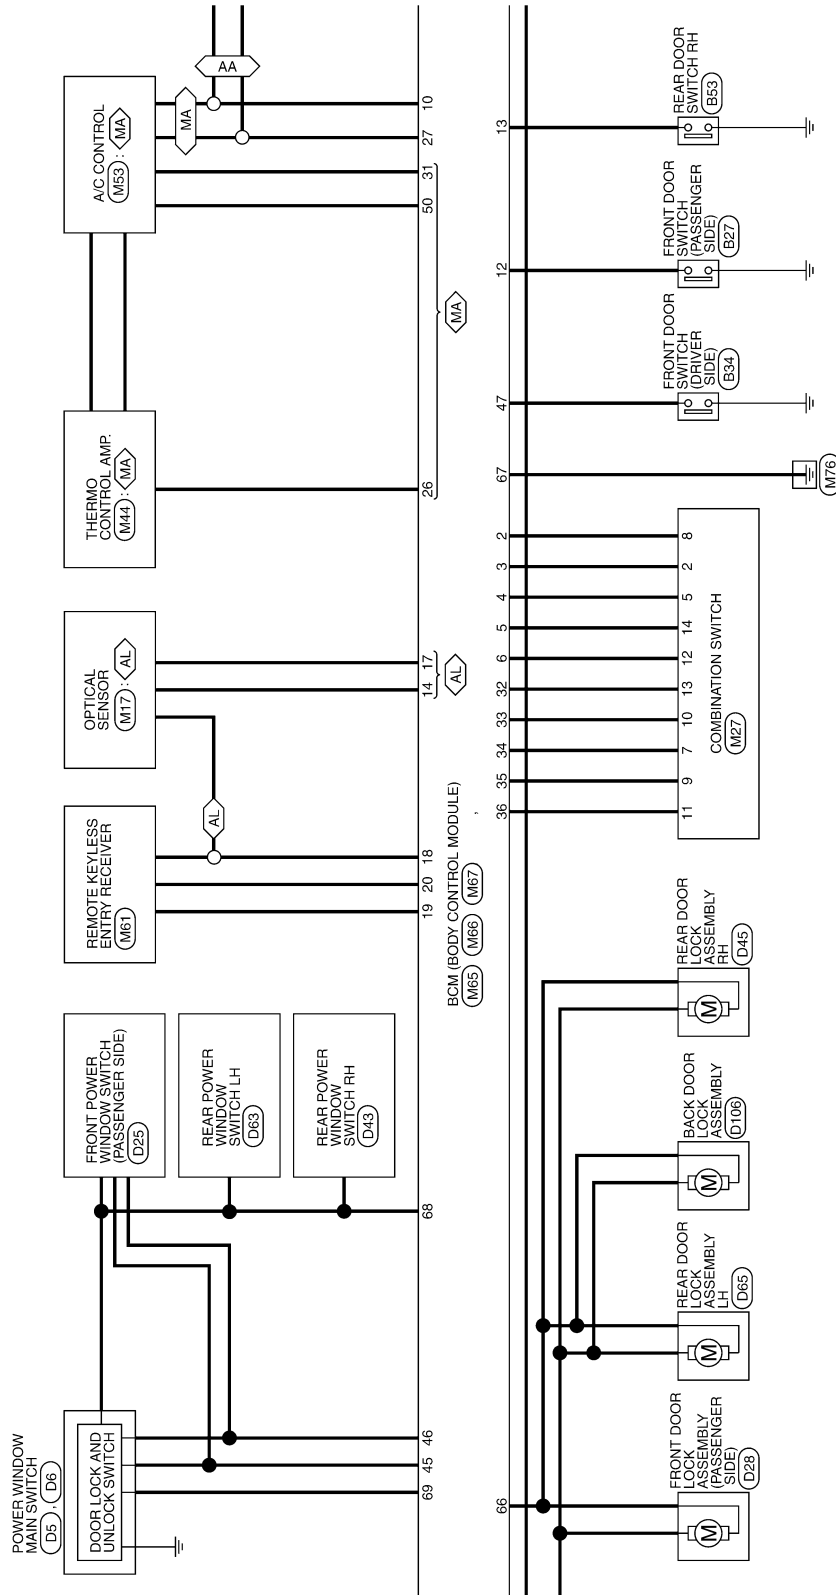 POWER WINDOW
MAIN SWITCH
D5 , D6
DOOR LOCK AND
UNLOCK SWITCH
FRONT POWER
WINDOW SWITCH
(PASSENGER SIDE)
D25
REAR POWER
WINDOW
SWITCH LH
D63
REAR POWER
WINDOW
SWITCH RH
D43
REMOTE KEYLESS
ENTRY RECEIVER
M61
OPTICAL
SENSOR
M17 : AL
AL
THERMO
CONTROL AMP.
M44 : MA
A/C CONTROL
M53 : MA
MA
AA
69
45
46
68
19
20
18
14
17
26
50
31
27
10
AL
MA
BCM (BODY CONTROL MODULE)
M65 M66 M67
,
66
36
35
34
33
32
6
5
4
3
2
67
47
12
13
FRONT DOOR
LOCK
ASSEMBLY
(PASSENGER
SIDE)
D28
M
REAR DOOR
LOCK
ASSEMBLY
LH
D65
M
BACK DOOR
LOCK
ASSEMBLY
D106
M
REAR DOOR
LOCK
ASSEMBLY
RH
D45
M
11
9
7
10
13
12
14
5
2
8
COMBINATION SWITCH
M27
M76
FRONT DOOR
SWITCH
(DRIVER
SIDE)
B34
FRONT DOOR
SWITCH
(PASSENGER
SIDE)
B27
REAR DOOR
SWITCH RH
B53